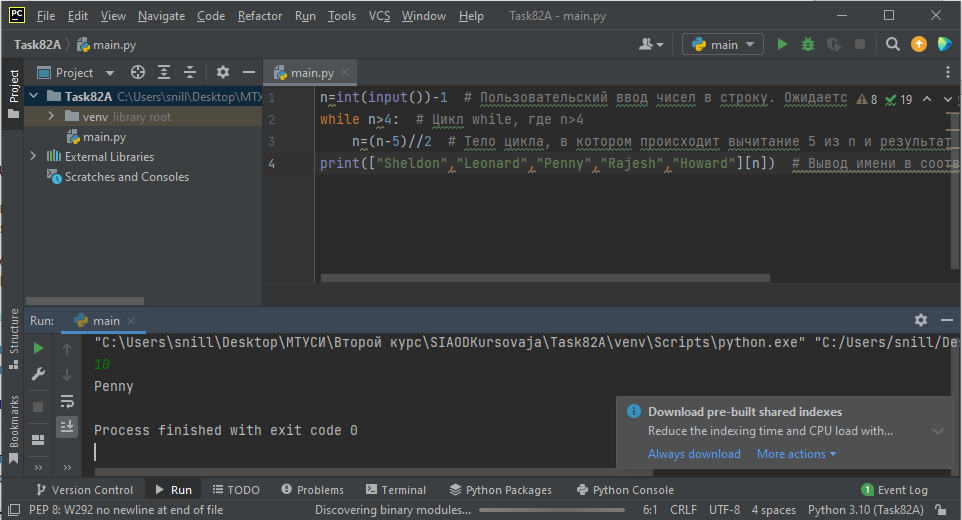 PC File Edit View Navigate Code Refactor Run Tools VCS Window Help Task82A - main.py
Task82A main.py main
Project main.py
Project
Task82A C:\Users\snill\Desktop\МТУ
venv library root
main.py
External Libraries
Scratches and Consoles
1 n=int(input())-1 # Пользовательский ввод чисел в строку. Ожидаетс 8 19
2 while n>4: # Цикл while, где n>4
3 n=(n-5)//2 # Тело цикла, в котором происходит вычитание 5 из n и результат
4 print(["Sheldon","Leonard","Penny","Rajesh","Howard"][n]) # Вывод имени в соотв
Structure
Bookmarks
Run: main
"C:\Users\snill\Desktop\МТУСИ\Второй курс\SIAODKursovaja\Task82A\venv\Scripts\python.exe" "C:/Users/snill/De
10
Penny
Process finished with exit code 0
Download pre-built shared indexes
Reduce the indexing time and CPU load with...
Always download More actions
Version Control Run TODO Problems Terminal Python Packages Python Console 1 Event Log
PEP 8: W292 no newline at end of file Discovering binary modules... 6:1 CRLF UTF-8 4 spaces Python 3.10 (Task82A)